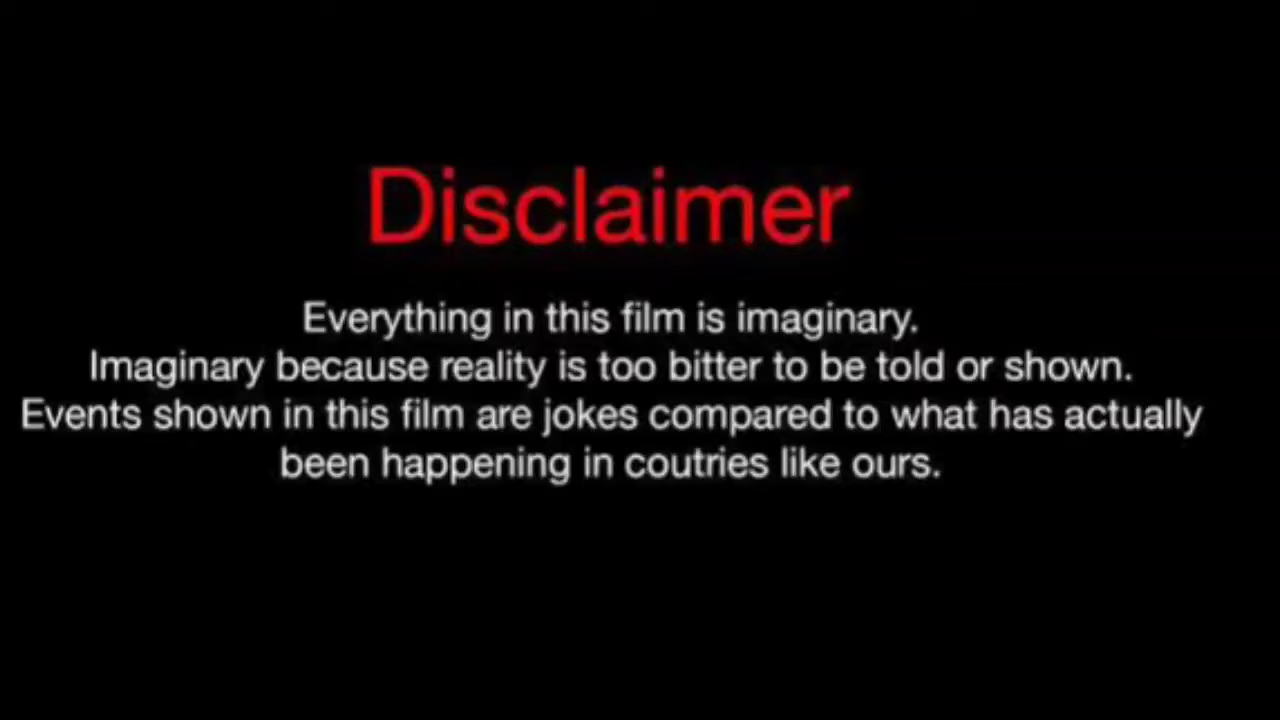 Disclaimer
Everything in this film is imaginary.
Imaginary because reality is too bitter to be told or shown.
Events shown in this film are jokes compared to what has actually
been happening in coutries like ours.